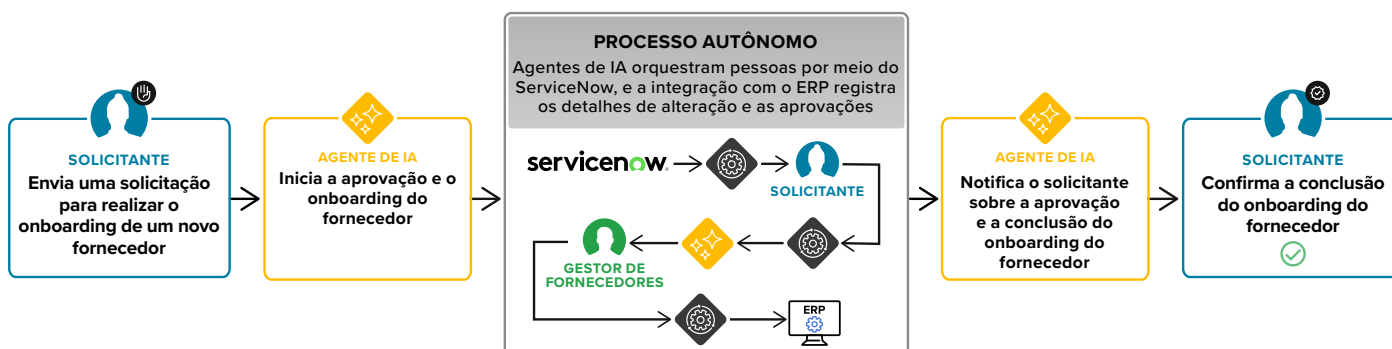 SOLICITANTE
Envia uma solicitação
para realizar o
onboarding de um novo
fornecedor
AGENTE DE IA
Inicia a aprovação e o
onboarding do
fornecedor
PROCESSO AUTÔNOMO
Agentes de IA orquestram pessoas por meio do
ServiceNow, e a integração com o ERP registra
os detalhes de alteração e as aprovações
servicenow
SOLICITANTE
GESTOR DE
FORNECEDORES
ERP
AGENTE DE IA
Notifica o solicitante
sobre a aprovação
e a conclusão do
onboarding do
fornecedor
SOLICITANTE
Confirma a conclusão
do onboarding do
fornecedor